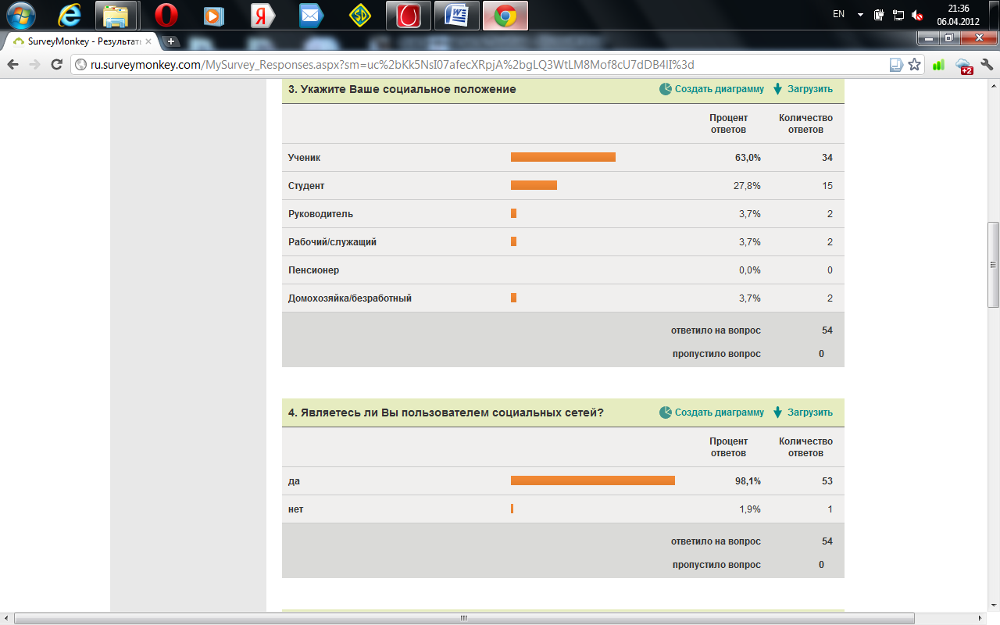 EN
21:36
06.04.2012
SurveyMonkey - Результаты
ru.surveymonkey.com/MySurvey_Responses.aspx?sm=uc%2bKk5NsI07afecXRpjA%2bgLQ3WtLM8Mof8cU7dDB4lI%3d
+2
3. Укажите Ваше социальное положение Создать диаграмму Загрузить
Процент Количество
ответов ответов
Ученик 63,0% 34
Студент 27,8% 15
Руководитель 3,7% 2
Рабочий/служащий 3,7% 2
Пенсионер 0,0% 0
Домохозяйка/безработный 3,7% 2
ответило на вопрос 54
пропустило вопрос 0
4. Являетесь ли Вы пользователем социальных сетей? Создать диаграмму Загрузить
Процент Количество
ответов ответов
да 98,1% 53
нет 1,9% 1
ответило на вопрос 54
пропустило вопрос 0